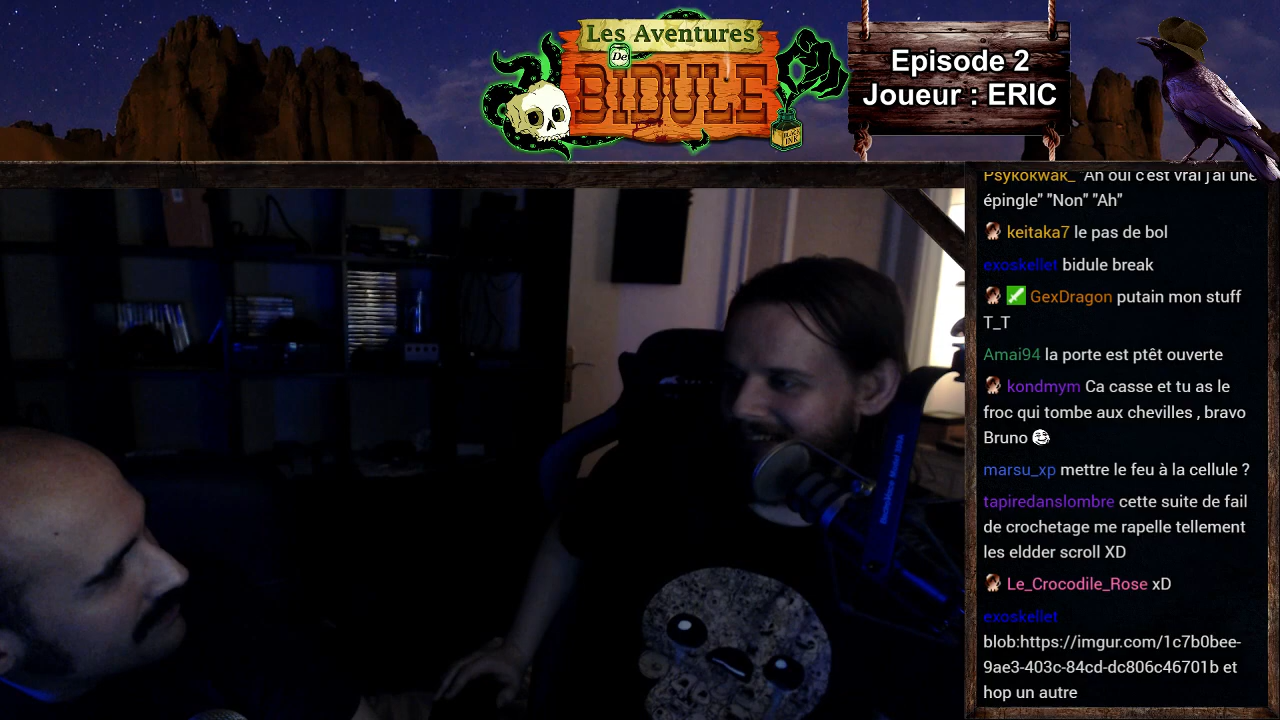 Les Aventures
De
BIDULE
BLACK
INK
Episode 2
Joueur : ERIC
Psykokwak_ "Ah oui c'est vrai j'ai une
épingle" "Non" "Ah"
keitaka7 le pas de bol
exoskellet bidule break
GexDragon putain mon stuff
T_T
Amai94 la porte est ptêt ouverte
kondmym Ca casse et tu as le
froc qui tombe aux chevilles , bravo
Bruno
marsu_xp mettre le feu à la cellule ?
tapiredanslombre cette suite de fail
de crochetage me rapelle tellement
les eldder scroll XD
Le_Crocodile_Rose xD
exoskellet
blob:https://imgur.com/1c7b0bee-
9ae3-403c-84cd-dc806c46701b et
hop un autre